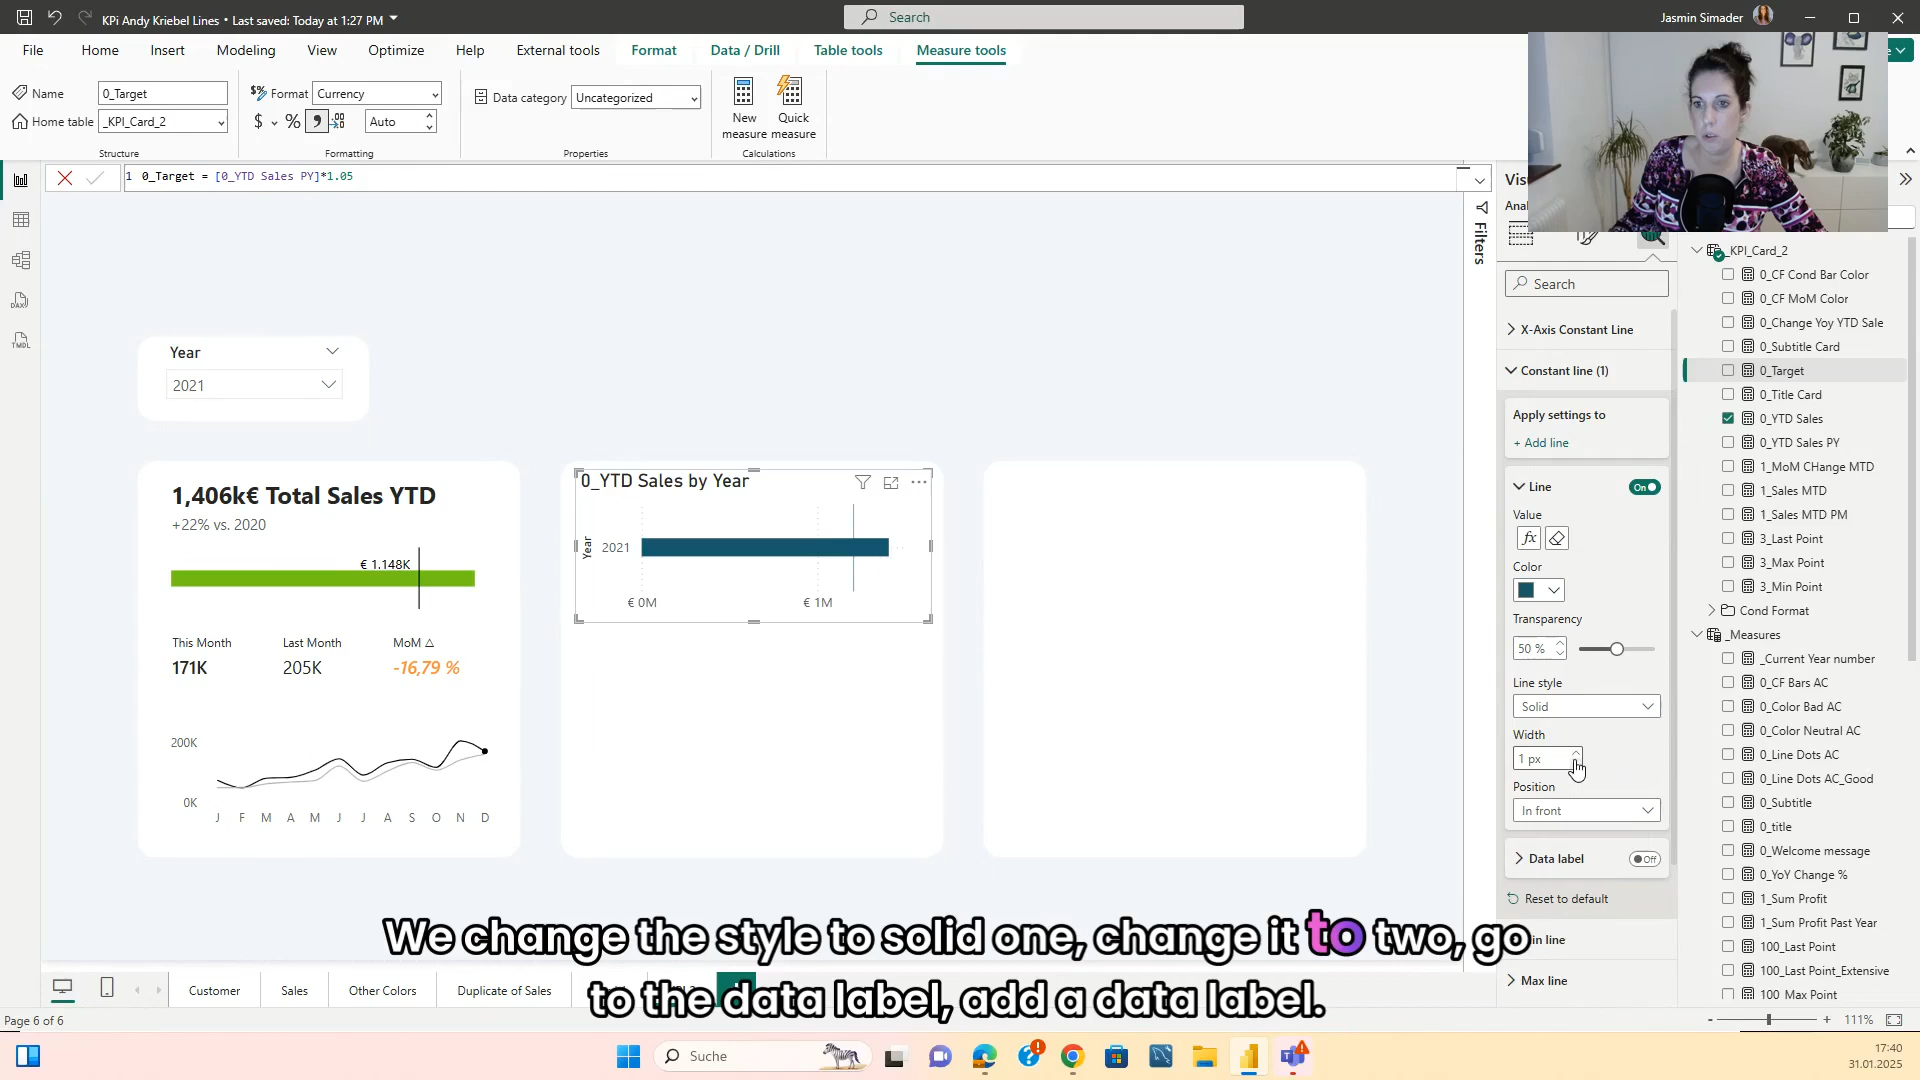 KPi Andy Kriebel Lines • Last saved: Today at 1:27 PM
Search
Jasmin Simader
File Home Insert Modeling View Optimize Help External tools Format Data / Drill Table tools Measure tools
Name 0_Target
Home table _KPI_Card_2
Structure
Format Currency
$ % Auto
Formatting
Data category Uncategorized
Properties
New measure
Quick measure
Calculations
1 0_Target = [0_YTD Sales PY]*1.05
Filters
Year
2021
1,406k€ Total Sales YTD
+22% vs. 2020
€ 1.148K
This Month Last Month MoM △
171K 205K -16,79 %
200K
0K
J F M A M J J A S O N D
0_YTD Sales by Year
Year
2021
€ 0M € 1M
Search
X-Axis Constant Line
Constant line (1)
Apply settings to
+ Add line
Line On
Value
fx
Color
Transparency
50 %
Line style
Solid
Width
1 px
Position
In front
Data label Off
Reset to default
Max line
_KPI_Card_2
0_CF Cond Bar Color
0_CF MoM Color
0_Change Yoy YTD Sale
0_Subtitle Card
0_Target
0_Title Card
0_YTD Sales
0_YTD Sales PY
1_MoM CHange MTD
1_Sales MTD
1_Sales MTD PM
3_Last Point
3_Max Point
3_Min Point
Cond Format
_Measures
_Current Year number
0_CF Bars AC
0_Color Bad AC
0_Color Neutral AC
0_Line Dots AC
0_Line Dots AC_Good
0_Subtitle
0_title
0_Welcome message
0_YoY Change %
1_Sum Profit
1_Sum Profit Past Year
100_Last Point
100_Last Point_Extensive
100 Max Point
We change the style to solid one, change it to two, go
to the data label, add a data label.
Customer Sales Other Colors Duplicate of Sales
Page 6 of 6
- + 111%
Suche
17:40
31.01.2025